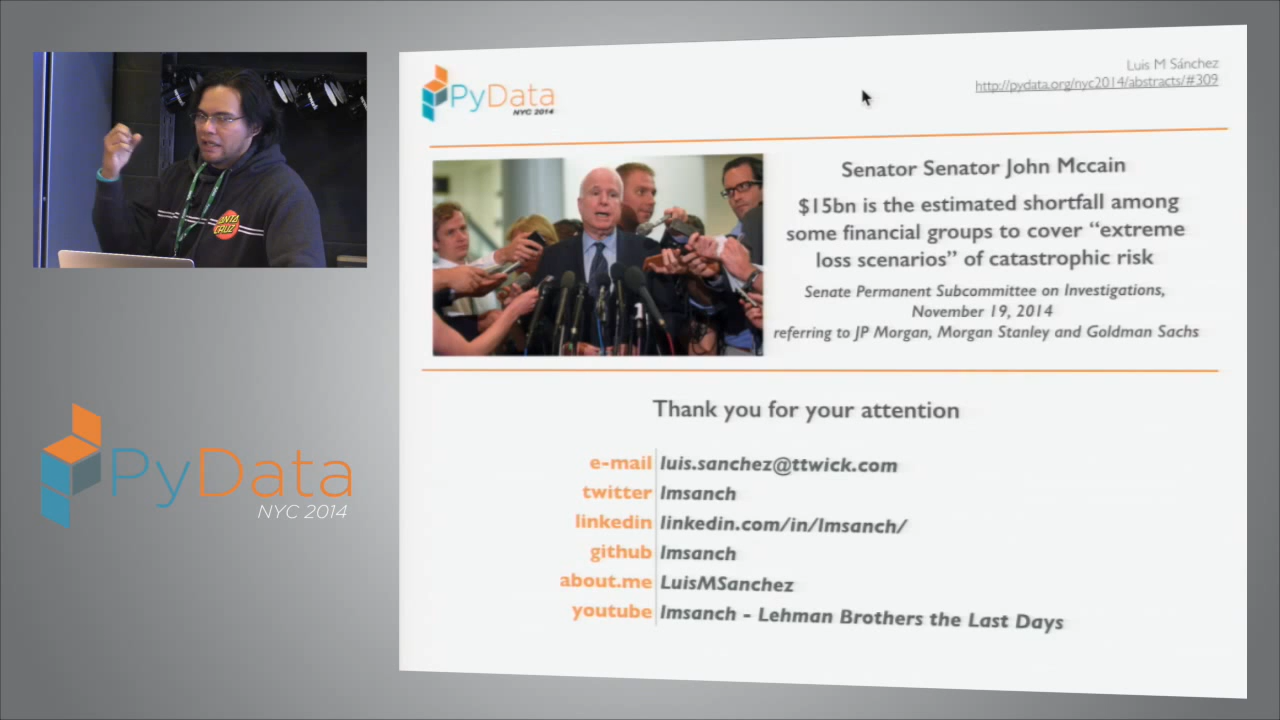 SANTA
CRUZ
PyData
NYC 2014
PyData
NYC 2014
Luis M Sánchez
http://pydata.org/nyc2014/abstracts/#309
Senator Senator John Mccain
$15bn is the estimated shortfall among
some financial groups to cover “extreme
loss scenarios” of catastrophic risk
Senate Permanent Subcommittee on Investigations,
November 19, 2014
referring to JP Morgan, Morgan Stanley and Goldman Sachs
Thank you for your attention
e-mail luis.sanchez@ttwick.com
twitter lmsanch
linkedin linkedin.com/in/lmsanch/
github lmsanch
about.me LuisMSanchez
youtube lmsanch - Lehman Brothers the Last Days